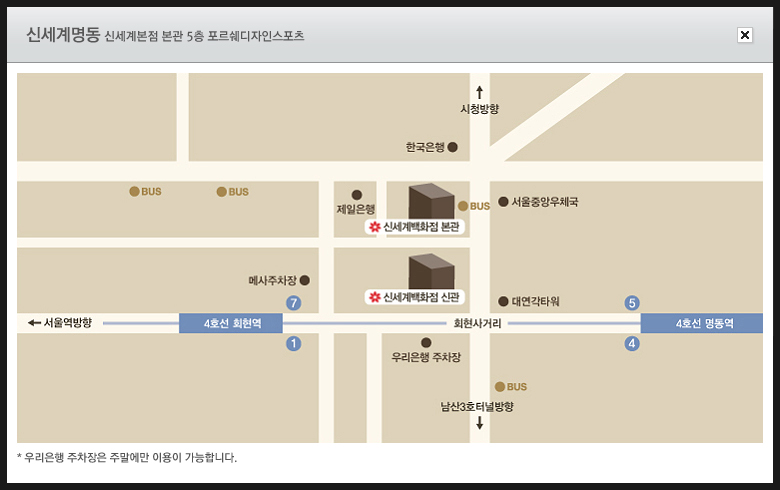 신세계명동 신세계본점 본관 5층 포르쉐디자인스포츠
시청방향
한국은행
BUS
BUS
제일은행
BUS
서울중앙우체국
신세계백화점 본관
메사주차장
신세계백화점 신관
대연각타워
7
5
서울역방향
4호선 회현역
회현사거리
4호선 명동역
1
4
우리은행 주차장
BUS
남산3호터널방향
* 우리은행 주차장은 주말에만 이용이 가능합니다.